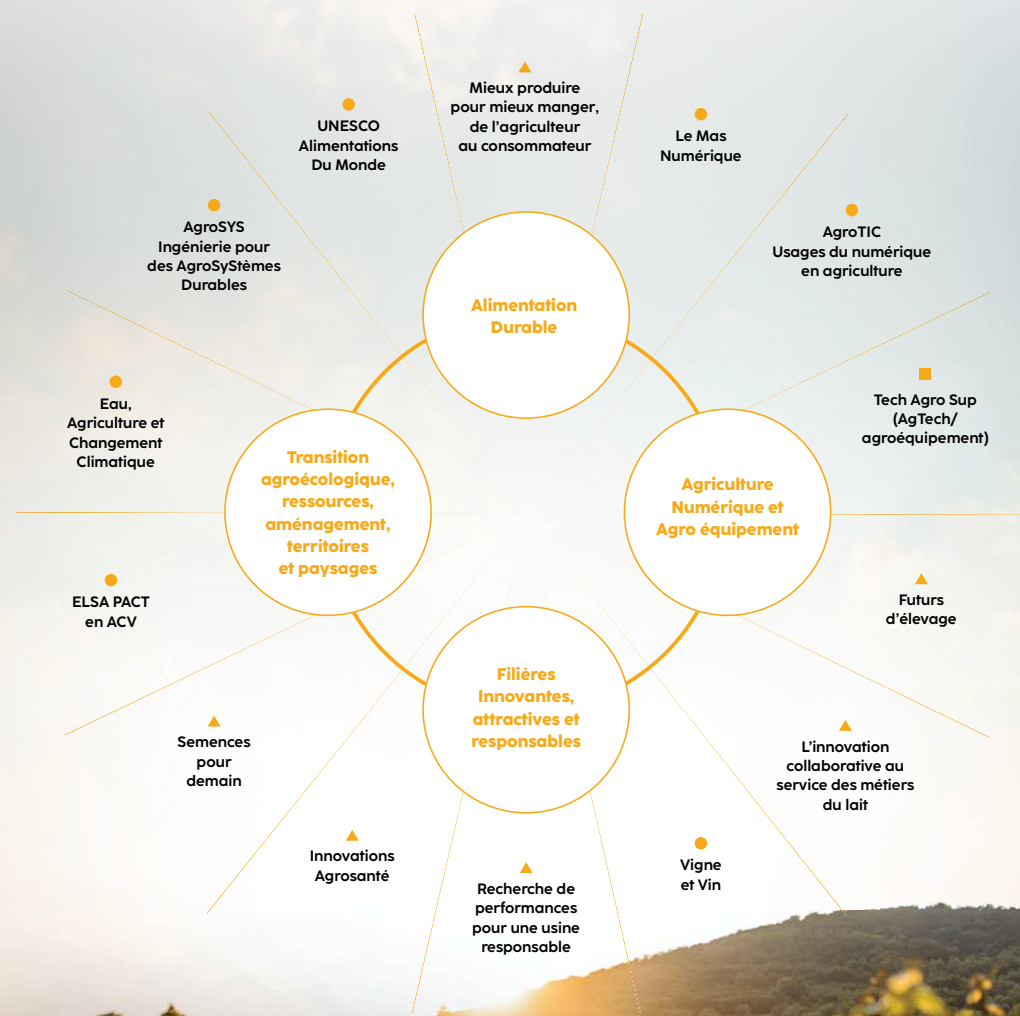 Mieux produire
pour mieux manger,
de l'agriculteur
au consommateur
UNESCO
Alimentations
Du Monde
Le Mas
Numérique
AgroSYS
Ingénierie pour
des AgroSyStèmes
Durables
AgroTIC
Usages du numérique
en agriculture
Alimentation
Durable
Eau,
Agriculture et
Changement
Climatique
Tech Agro Sup
(AgTech/
agroéquipement)
Transition
agroécologique,
ressources,
aménagement,
territoires
et paysages
Agriculture
Numérique et
Agro équipement
ELSA PACT
en ACV
Futurs
d'élevage
Filières
Innovantes,
attractives et
responsables
Semences
pour
demain
L'innovation
collaborative au
service des métiers
du lait
Innovations
Agrosanté
Recherche de
performances
pour une usine
responsable
Vigne
et Vin